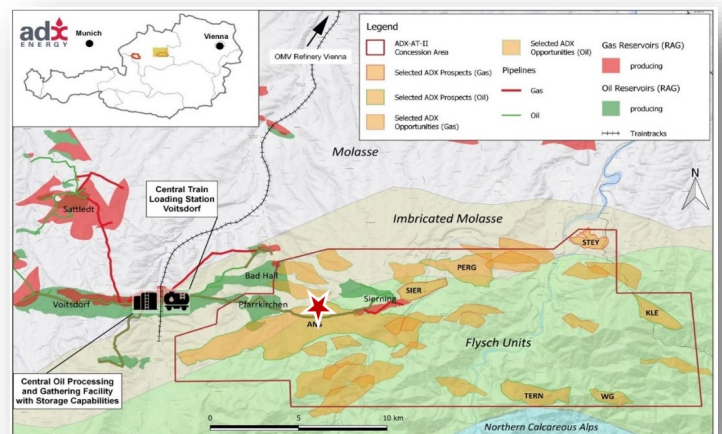 adx
ENERGY
Munich
Vienna
OMV Refinery Vienna
Legend
ADX-AT-II
Concession Area
Selected ADX Prospects (Gas)
Selected ADX Prospects (Oil)
Selected ADX
Opportunities (Gas)
Selected ADX
Opportunities (Oil)
Pipelines
Gas
Oil
Gas Reservoirs (RAG)
producing
Oil Reservoirs (RAG)
producing
Traintracks
Molasse
N
Central Train
Loading Station
Voitsdorf
Sattledt
Imbricated Molasse
STEY
PERG
Bad Hall
SIER
Sierning
Voitsdorf
Pfarrkirchen
KLE
Flysch Units
Central Oil Processing
and Gathering Facility
with Storage Capabilities
TERN
WG
0
5
10 km
Northern Calcareous Alps